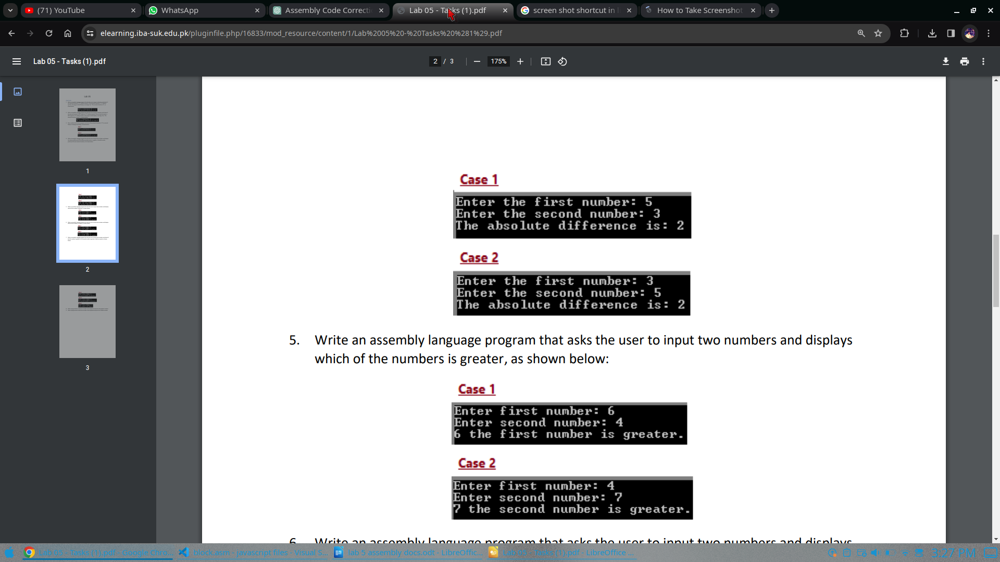 (71) YouTube
WhatsApp
Assembly Code Correcti
Lab 05 - Tasks (1).pdf
screen shot shortcut in l
How to Take Screenshot
elearning.iba-suk.edu.pk/pluginfile.php/16833/mod_resource/content/1/Lab%2005%20-%20Tasks%20%281%29.pdf
Lab 05 - Tasks (1).pdf
2 / 3
175%
1
2
3
Case 1
Enter the first number: 5
Enter the second number: 3
The absolute difference is: 2
Case 2
Enter the first number: 3
Enter the second number: 5
The absolute difference is: 2
5. Write an assembly language program that asks the user to input two numbers and displays
which of the numbers is greater, as shown below:
Case 1
Enter first number: 6
Enter second number: 4
6 the first number is greater.
Case 2
Enter first number: 4
Enter second number: 7
7 the second number is greater.
6. Write an assembly language program that asks the user to input two numbers and displays
Lab 05 - Tasks (1).pdf - Google Chro...
block.asm - javascript files - Visual S...
lab 5 assembly docs.odt - LibreOffic...
Lab 05 - Tasks (1).pdf - LibreOffice ...
3:27 PM